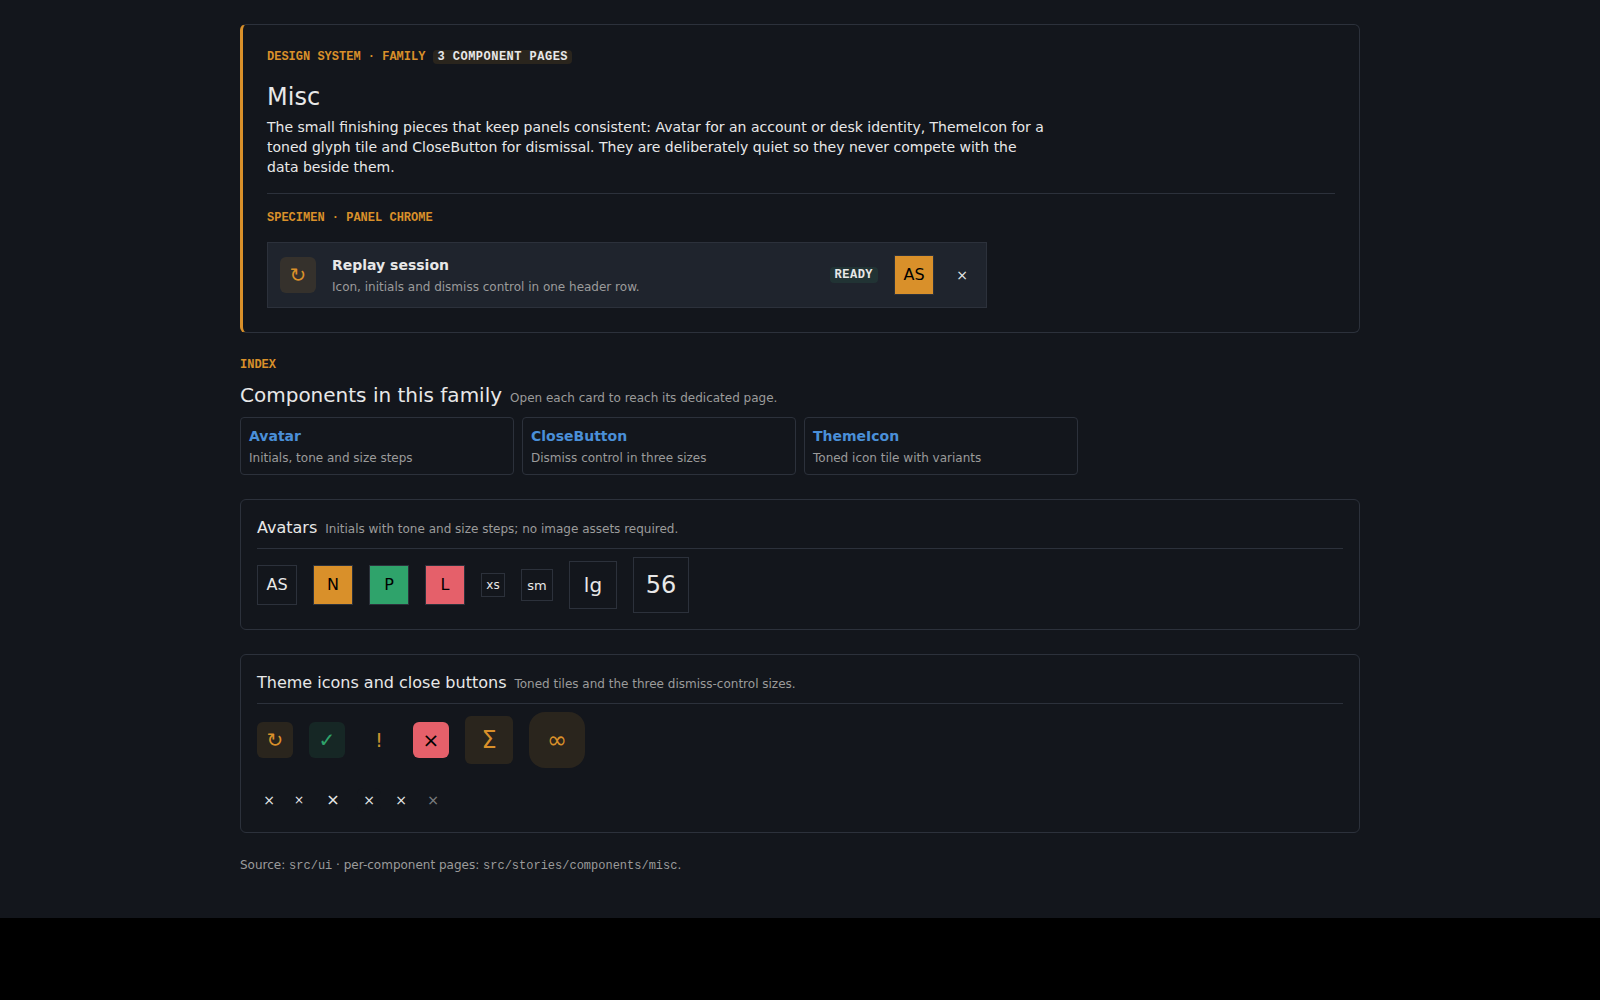 DESIGN SYSTEM · FAMILY 3 COMPONENT PAGES
Misc
The small finishing pieces that keep panels consistent: Avatar for an account or desk identity, ThemeIcon for a
toned glyph tile and CloseButton for dismissal. They are deliberately quiet so they never compete with the
data beside them.
SPECIMEN · PANEL CHROME
↻ Replay session READY AS ×
Icon, initials and dismiss control in one header row.
INDEX
Components in this family Open each card to reach its dedicated page.
Avatar CloseButton ThemeIcon
Initials, tone and size steps Dismiss control in three sizes Toned icon tile with variants
Avatars Initials with tone and size steps; no image assets required.
AS N P L xs sm lg 56
Theme icons and close buttons Toned tiles and the three dismiss-control sizes.
↻ ✓ ! × Σ ∞
× × × × × ×
Source: src/ui · per-component pages: src/stories/components/misc.